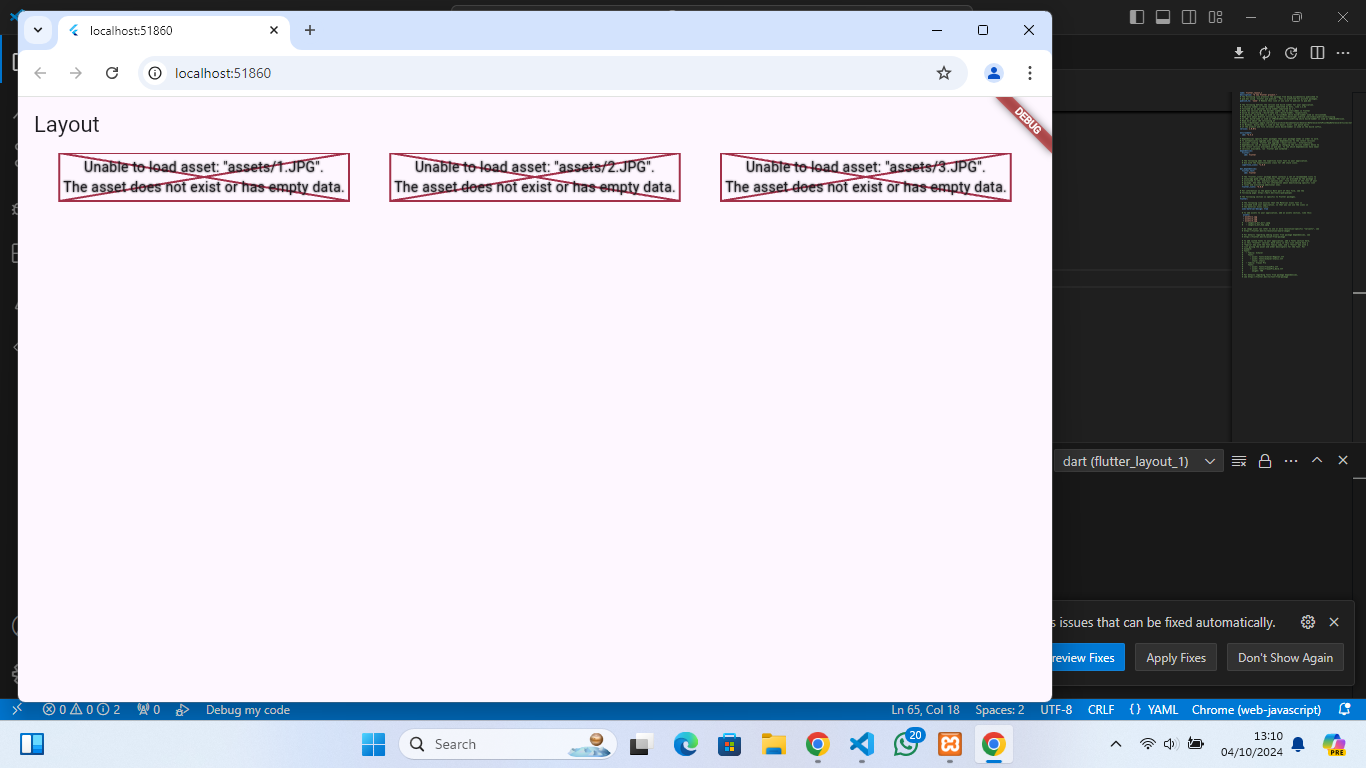 localhost:51860
localhost:51860
DEBUG
Layout
Unable to load asset: "assets/1.JPG".
The asset does not exist or has empty data.
Unable to load asset: "assets/2.JPG".
The asset does not exist or has empty data.
Unable to load asset: "assets/3.JPG".
The asset does not exist or has empty data.
dart (flutter_layout_1)
s issues that can be fixed automatically.
review Fixes
Apply Fixes
Don't Show Again
0 0 2 0 Debug my code
Ln 65, Col 18 Spaces: 2 UTF-8 CRLF {} YAML Chrome (web-javascript)
Search
20
13:10
04/10/2024
PRE